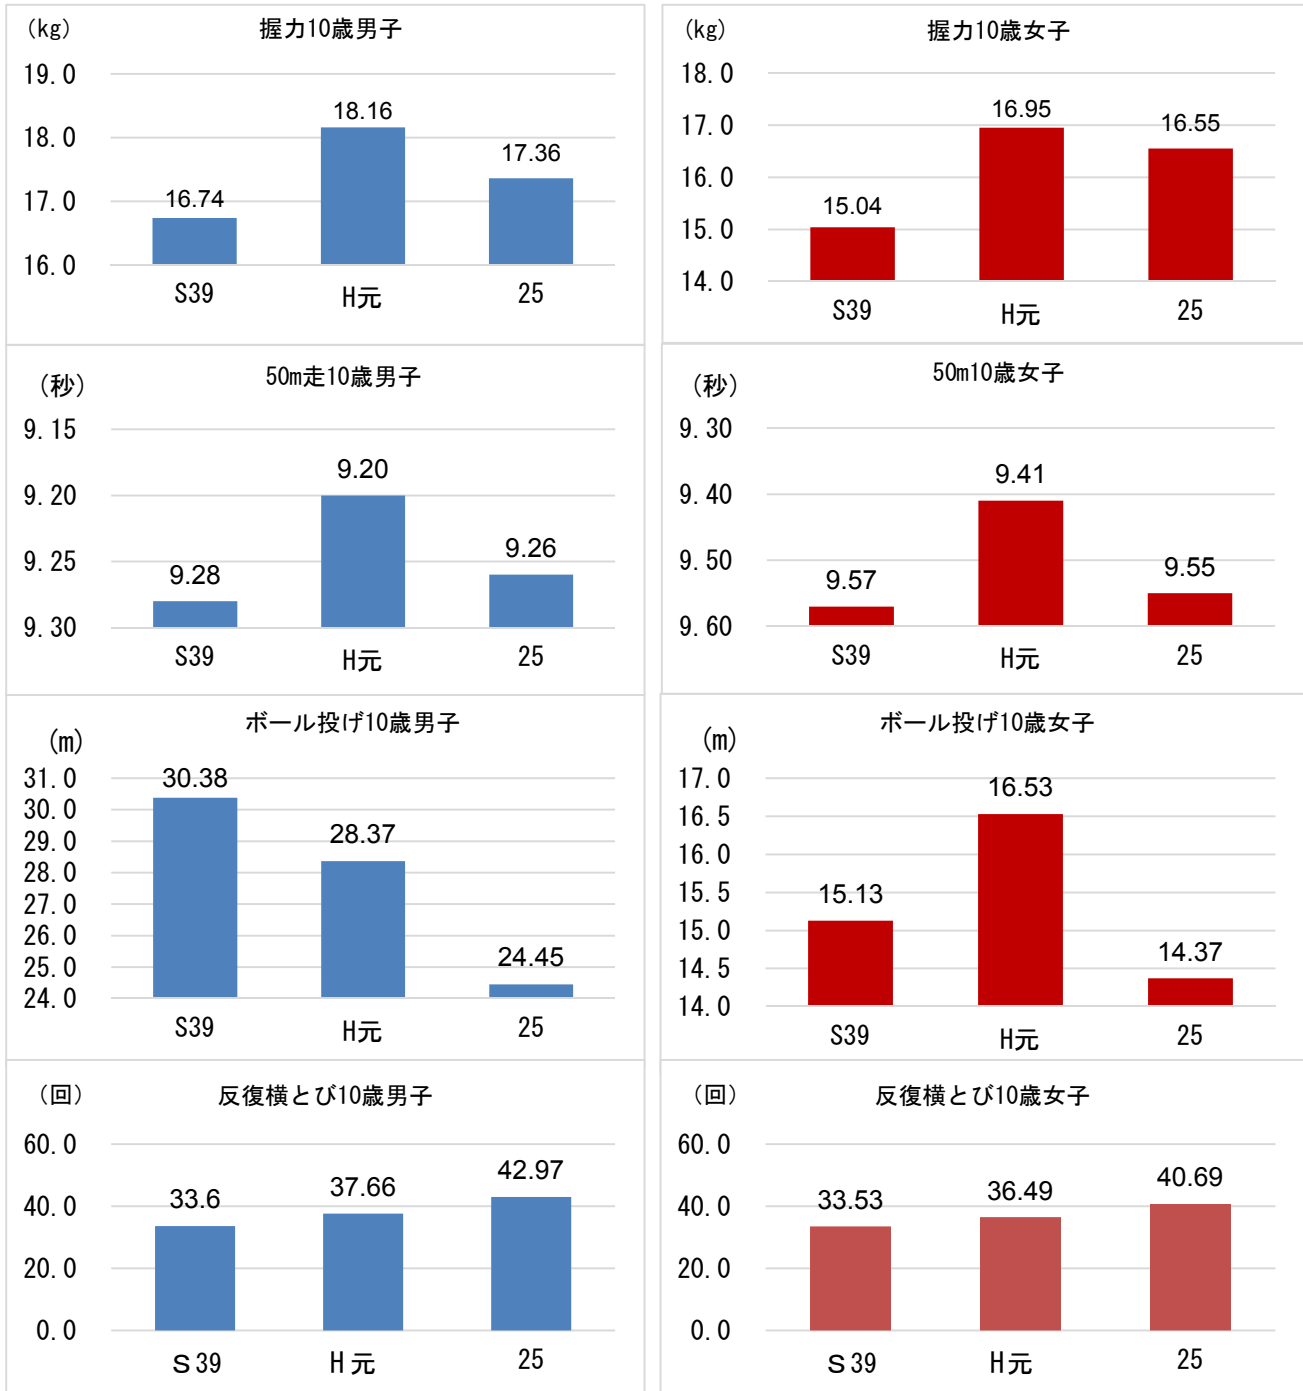 (kg)
握力10歳男子
19.0
18.0
17.0
16.0
16.74
18.16
17.36
S39
H元
25
(kg)
握力10歳女子
18.0
17.0
16.0
15.0
14.0
15.04
16.95
16.55
S39
H元
25
(秒)
50m走10歳男子
9.15
9.20
9.25
9.30
9.28
9.20
9.26
S39
H元
25
(秒)
50m10歳女子
9.30
9.40
9.50
9.60
9.57
9.41
9.55
S39
H元
25
(m)
ボール投げ10歳男子
31.0
30.0
29.0
28.0
27.0
26.0
25.0
24.0
30.38
28.37
24.45
S39
H元
25
(m)
ボール投げ10歳女子
17.0
16.5
16.0
15.5
15.0
14.5
14.0
15.13
16.53
14.37
S39
H元
25
(回)
反復横とび10歳男子
60.0
40.0
20.0
0.0
33.6
37.66
42.97
S39
H元
25
(回)
反復横とび10歳女子
60.0
40.0
20.0
0.0
33.53
36.49
40.69
S39
H元
25